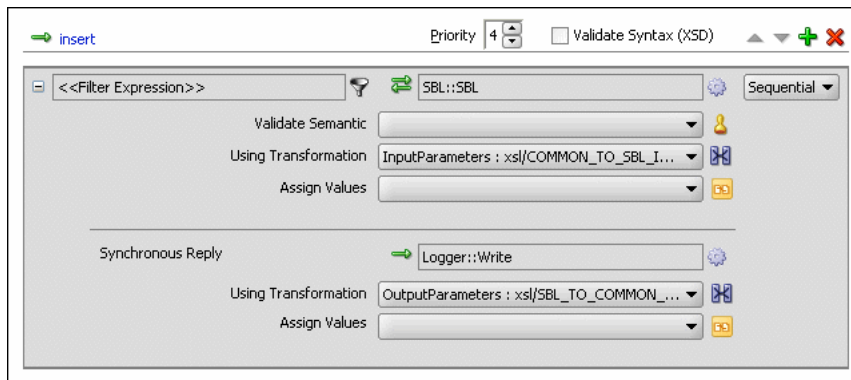 insert Priority 4 Validate Syntax (XSD)
<<Filter Expression>> SBL::SBL Sequential
Validate Semantic
Using Transformation InputParameters : xsl/COMMON_TO_SBL_I...
Assign Values
Synchronous Reply Logger::Write
Using Transformation OutputParameters : xsl/SBL_TO_COMMON_...
Assign Values